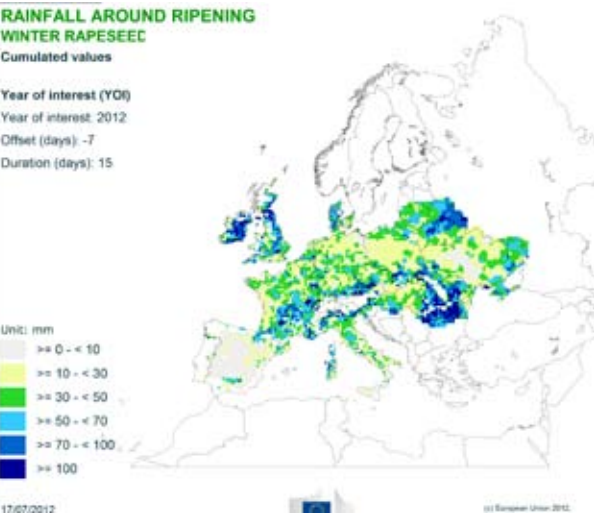 RAINFALL AROUND RIPENING
WINTER RAPESEED
Cumulated values
Year of interest (YOI)
Year of interest: 2012
Offset (days): -7
Duration (days): 15
Unit: mm
>= 0 - < 10
>= 10 - < 30
>= 30 - < 50
>= 50 - < 70
>= 70 - < 100
>= 100
17/07/2012
(c) European Union 2012.